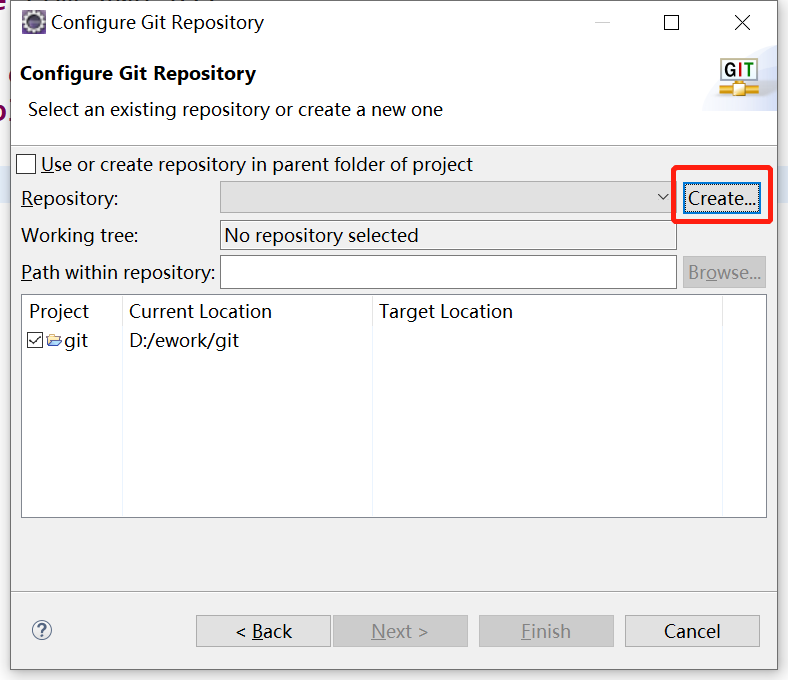 Configure Git Repository
Configure Git Repository
GIT
Select an existing repository or create a new one
Use or create repository in parent folder of project
Repository:
Create...
Working tree:
No repository selected
Path within repository:
Browse...
Project
Current Location
Target Location
git
D:/ework/git
?
< Back
Next >
Finish
Cancel